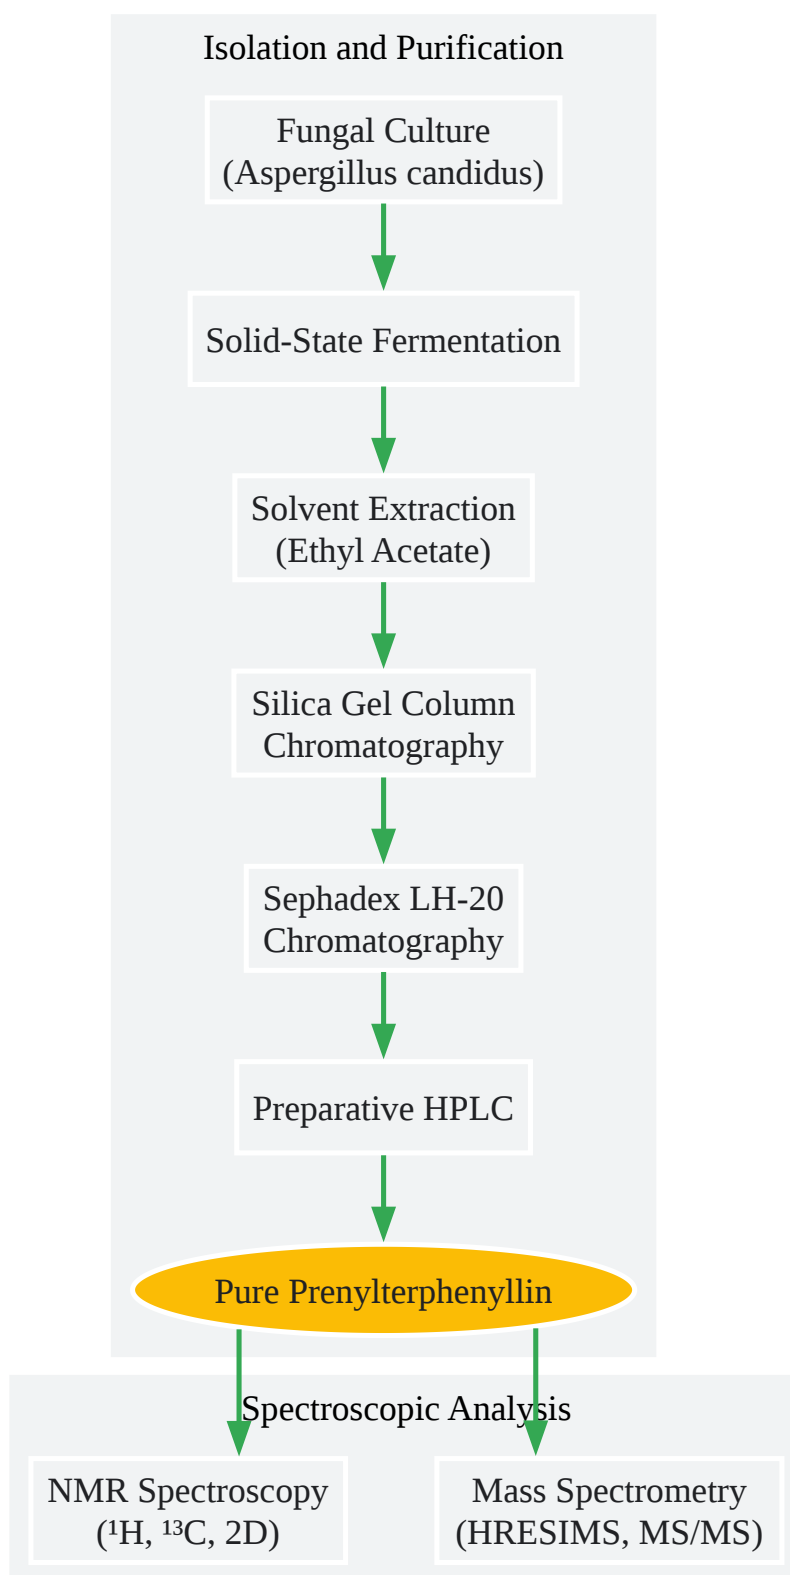 Isolation and Purification
Fungal Culture
(Aspergillus candidus)
Solid-State Fermentation
Solvent Extraction
(Ethyl Acetate)
Silica Gel Column
Chromatography
Sephadex LH-20
Chromatography
Preparative HPLC
Pure Prenylterphenyllin
Spectroscopic Analysis
NMR Spectroscopy
(¹H, ¹³C, 2D)
Mass Spectrometry
(HRESIMS, MS/MS)